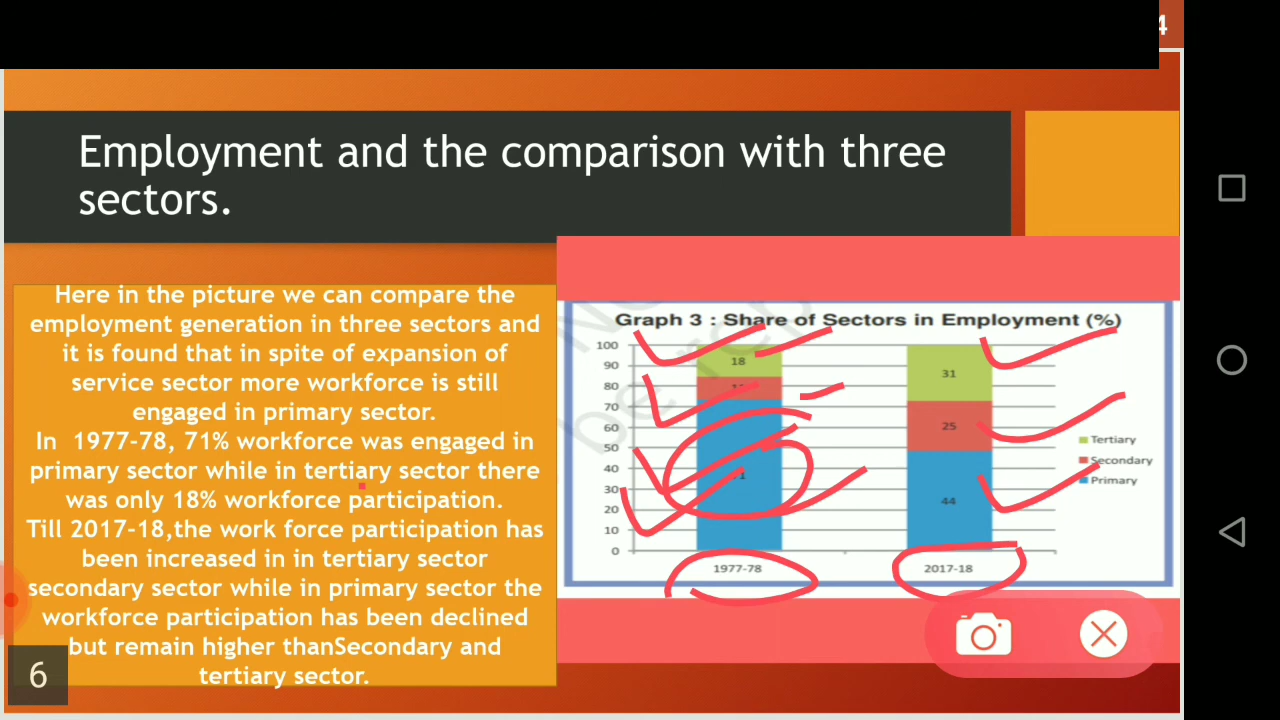 4
Employment and the comparison with three
sectors.
Here in the picture we can compare the
employment generation in three sectors and
it is found that in spite of expansion of
service sector more workforce is still
engaged in primary sector.
In 1977-78, 71% workforce was engaged in
primary sector while in tertiary sector there
was only 18% workforce participation.
Till 2017-18,the work force participation has
been increased in in tertiary sector
secondary sector while in primary sector the
workforce participation has been declined
but remain higher thanSecondary and
tertiary sector.
6
Graph 3 : Share of Sectors in Employment (%)
100
90
80
70
60
50
40
30
20
10
0
18
31
25
44
1977-78
2017-18
Tertiary
Secondary
Primary